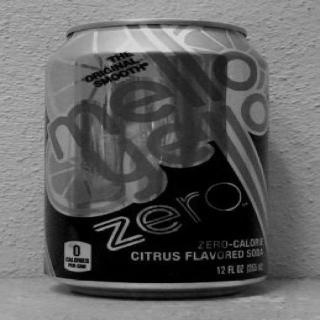 THE
"ORIGINAL
SMOOTH"
mello
yello
zero
0
CALORIES
PER CAN
ZERO-CALORIE
CITRUS FLAVORED SODA
12 FL OZ (355 mL)